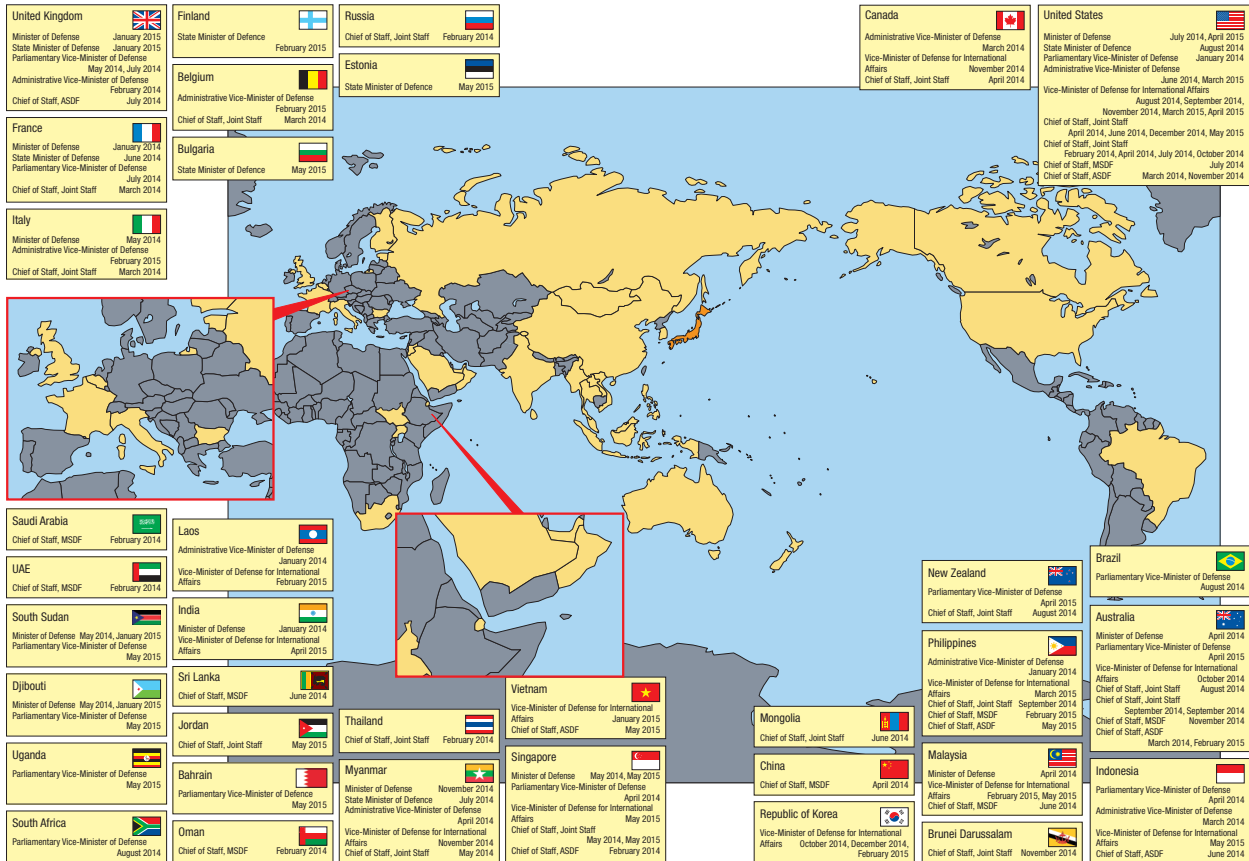 United Kingdom
Minister of Defense January 2015
State Minister of Defense January 2015
Parliamentary Vice-Minister of Defense
May 2014, July 2014
Administrative Vice-Minister of Defense
February 2014
Chief of Staff, ASDF July 2014
France
Minister of Defense January 2014
State Minister of Defense June 2014
Parliamentary Vice-Minister of Defense
July 2014
Chief of Staff, Joint Staff March 2014
Italy
Minister of Defense May 2014
Administrative Vice-Minister of Defense
February 2015
Chief of Staff, Joint Staff March 2014
Finland
State Minister of Defence
February 2015
Belgium
Administrative Vice-Minister of Defense
February 2015
Chief of Staff, Joint Staff March 2014
Bulgaria
State Minister of Defence May 2015
Russia
Chief of Staff, Joint Staff February 2014
Estonia
State Minister of Defence May 2015
Canada
Administrative Vice-Minister of Defense
March 2014
Vice-Minister of Defense for International
Affairs November 2014
Chief of Staff, Joint Staff April 2014
United States
Minister of Defense July 2014, April 2015
State Minister of Defence August 2014
Parliamentary Vice-Minister of Defense January 2014
Administrative Vice-Minister of Defense
June 2014, March 2015
Vice-Minister of Defense for International Affairs
August 2014, September 2014,
November 2014, March 2015, April 2015
Chief of Staff, Joint Staff
April 2014, June 2014, December 2014, May 2015
Chief of Staff, Joint Staff
February 2014, April 2014, July 2014, October 2014
Chief of Staff, MSDF July 2014
Chief of Staff, ASDF March 2014, November 2014
Saudi Arabia
Chief of Staff, MSDF February 2014
UAE
Chief of Staff, MSDF February 2014
South Sudan
Minister of Defense May 2014, January 2015
Parliamentary Vice-Minister of Defense
May 2015
Djibouti
Minister of Defense May 2014, January 2015
Parliamentary Vice-Minister of Defense
May 2015
Uganda
Parliamentary Vice-Minister of Defense
May 2015
South Africa
Parliamentary Vice-Minister of Defense
August 2014
Laos
Administrative Vice-Minister of Defense
January 2014
Vice-Minister of Defense for International
Affairs February 2015
India
Minister of Defense January 2014
Vice-Minister of Defense for International
Affairs April 2015
Sri Lanka
Chief of Staff, MSDF June 2014
Jordan
Chief of Staff, Joint Staff May 2015
Bahrain
Parliamentary Vice-Minister of Defence
May 2015
Oman
Chief of Staff, MSDF February 2014
Thailand
Chief of Staff, Joint Staff February 2014
Myanmar
Minister of Defense November 2014
State Minister of Defense July 2014
Administrative Vice-Minister of Defense
April 2014
Vice-Minister of Defense for International
Affairs November 2014
Chief of Staff, Joint Staff May 2014
Vietnam
Vice-Minister of Defense for International
Affairs January 2015
Chief of Staff, ASDF May 2015
Singapore
Minister of Defense May 2014, May 2015
Parliamentary Vice-Minister of Defense
April 2014
Vice-Minister of Defense for International
Affairs May 2015
Chief of Staff, Joint Staff
May 2014, May 2015
Chief of Staff, ASDF February 2014
Mongolia
Chief of Staff, Joint Staff June 2014
China
Chief of Staff, MSDF April 2014
Republic of Korea
Vice-Minister of Defense for International
Affairs October 2014, December 2014,
February 2015
New Zealand
Parliamentary Vice-Minister of Defense
April 2015
Chief of Staff, Joint Staff August 2014
Philippines
Administrative Vice-Minister of Defense
January 2014
Vice-Minister of Defense for International
Affairs March 2015
Chief of Staff, Joint Staff September 2014
Chief of Staff, MSDF February 2015
Chief of Staff, ASDF May 2015
Malaysia
Minister of Defense April 2014
Vice-Minister of Defense for International
Affairs February 2015, May 2015
Chief of Staff, MSDF June 2014
Brunei Darussalam
Chief of Staff, Joint Staff November 2014
Brazil
Parliamentary Vice-Minister of Defense
August 2014
Australia
Minister of Defense April 2014
Parliamentary Vice-Minister of Defense
April 2015
Vice-Minister of Defense for International
Affairs October 2014
Chief of Staff, Joint Staff August 2014
Chief of Staff, Joint Staff
September 2014, September 2014
Chief of Staff, MSDF November 2014
Chief of Staff, ASDF
March 2014, February 2015
Indonesia
Parliamentary Vice-Minister of Defense
April 2014
Administrative Vice-Minister of Defense
March 2014
Vice-Minister of Defense for International
Affairs May 2015
Chief of Staff, ASDF June 2014